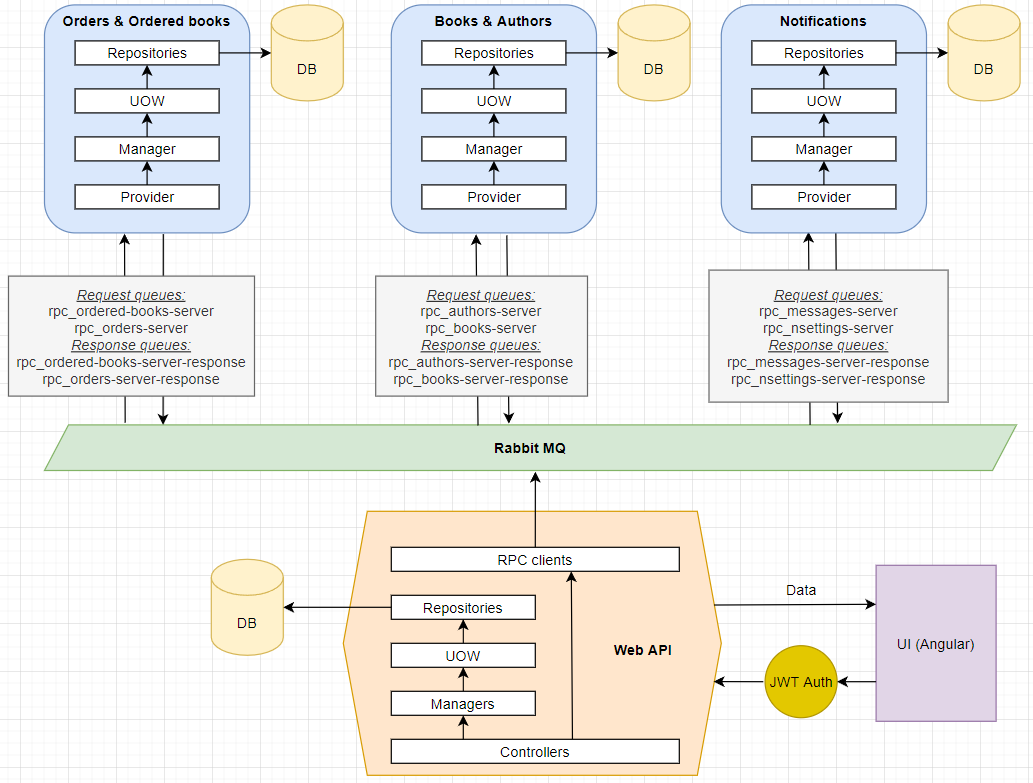 Orders & Ordered books
Repositories
UOW
Manager
Provider
DB
Books & Authors
Repositories
UOW
Manager
Provider
DB
Notifications
Repositories
UOW
Manager
Provider
DB
Request queues:
rpc_ordered-books-server
rpc_orders-server
Response queues:
rpc_ordered-books-server-response
rpc_orders-server-response
Request queues:
rpc_authors-server
rpc_books-server
Response queues:
rpc_authors-server-response
rpc_books-server-response
Request queues:
rpc_messages-server
rpc_nsettings-server
Response queues:
rpc_messages-server-response
rpc_nsettings-server-response
Rabbit MQ
RPC clients
Repositories
UOW
Managers
Controllers
Web API
DB
Data
JWT Auth
UI (Angular)